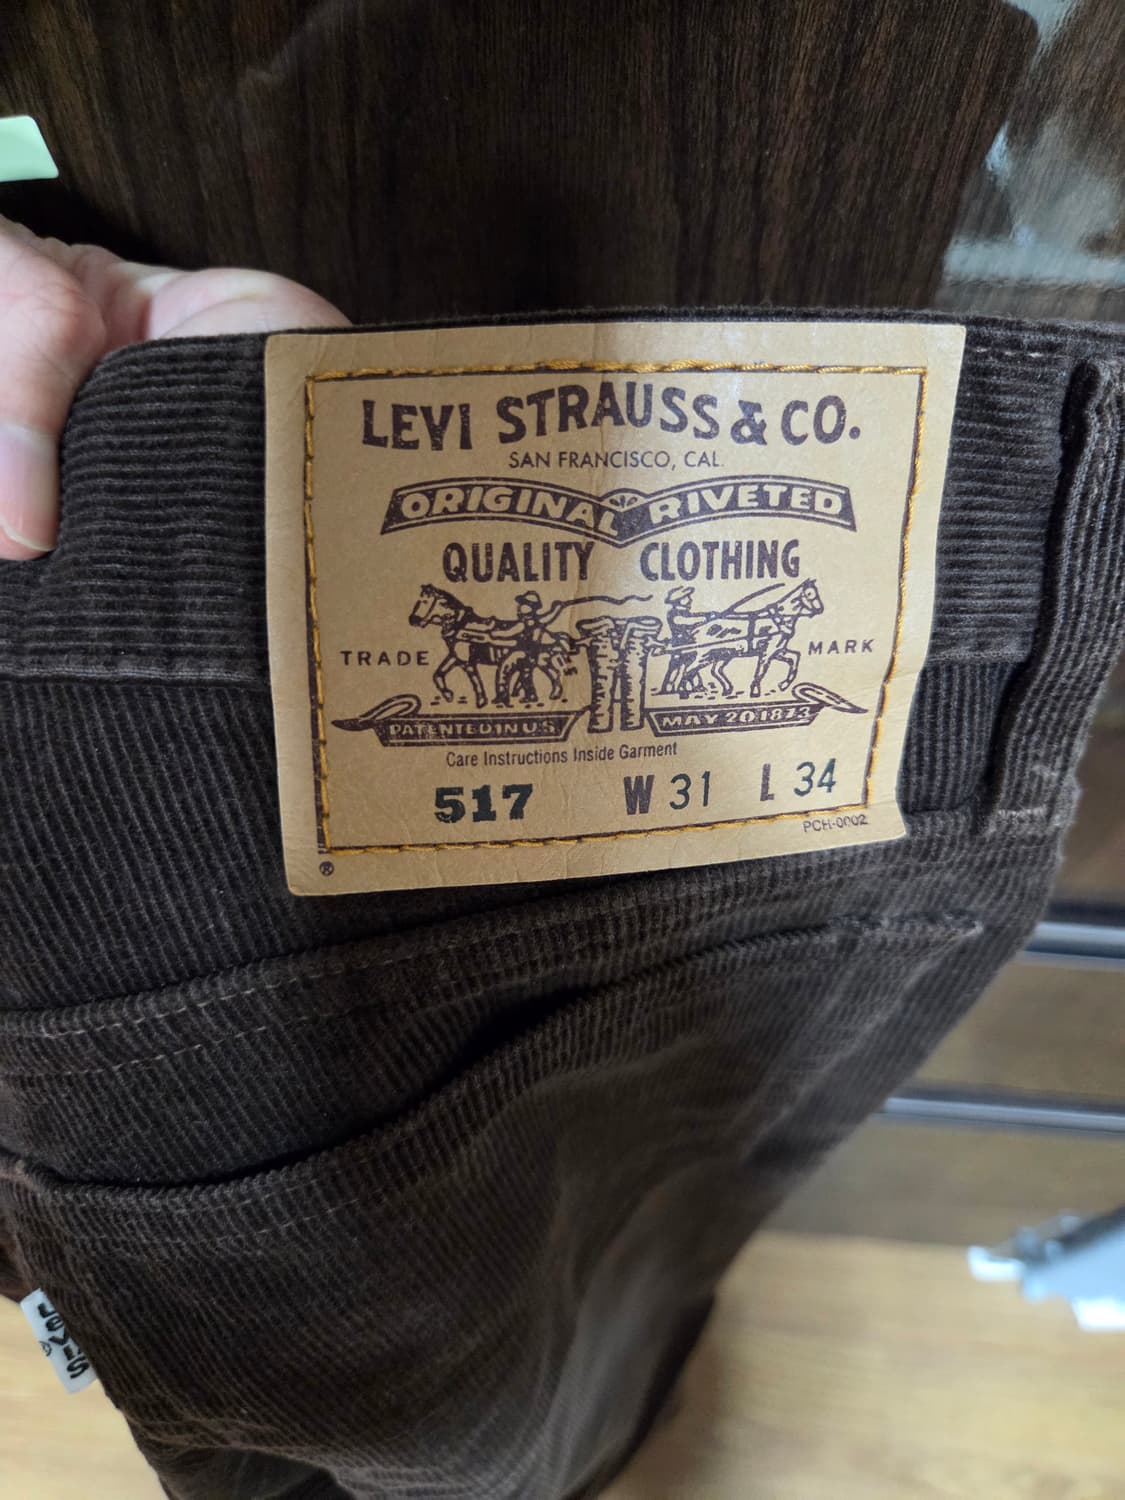 LEVI STRAUSS & CO.
SAN FRANCISCO, CAL.
ORIGINAL RIVETED
QUALITY CLOTHING
TRADE MARK
PATENTED IN U.S. MAY 20 1873
Care Instructions Inside Garment
517 W 31 L 34
PCH-0002
®
LEVI'S